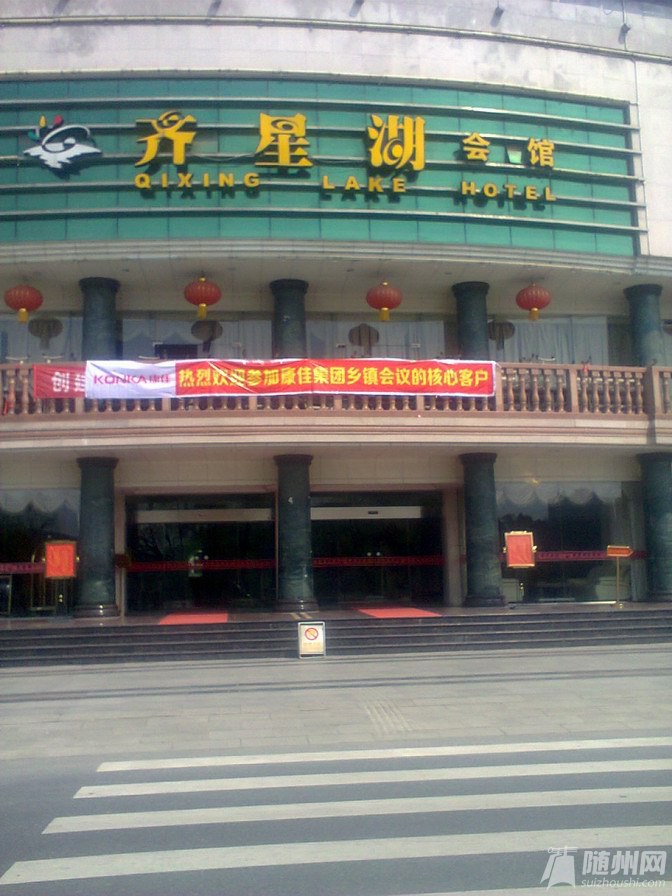 齐星湖会馆
QIXING LAKE HOTEL
创 KONKA康佳 热烈欢迎参加康佳集团乡镇会议的核心客户
随州网
suizhoushi.com